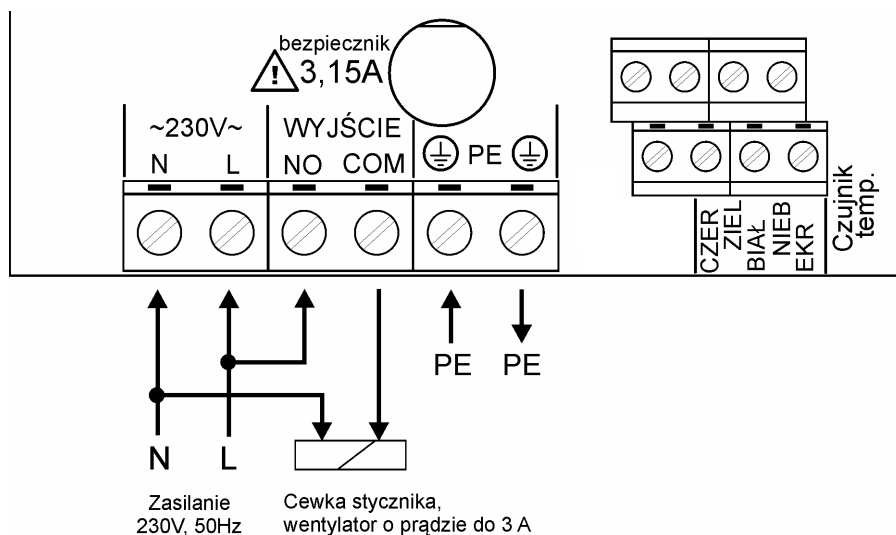 bezpiecznik
3,15A
~230V~
WYJŚCIE
N
L
NO
COM
PE
CZER
ZIEL
BIAŁ
NIEB
EKR
Czujnik
temp.
PE
PE
N
L
Zasilanie
230V, 50Hz
Cewka stycznika,
wentylator o prądzie do 3 A